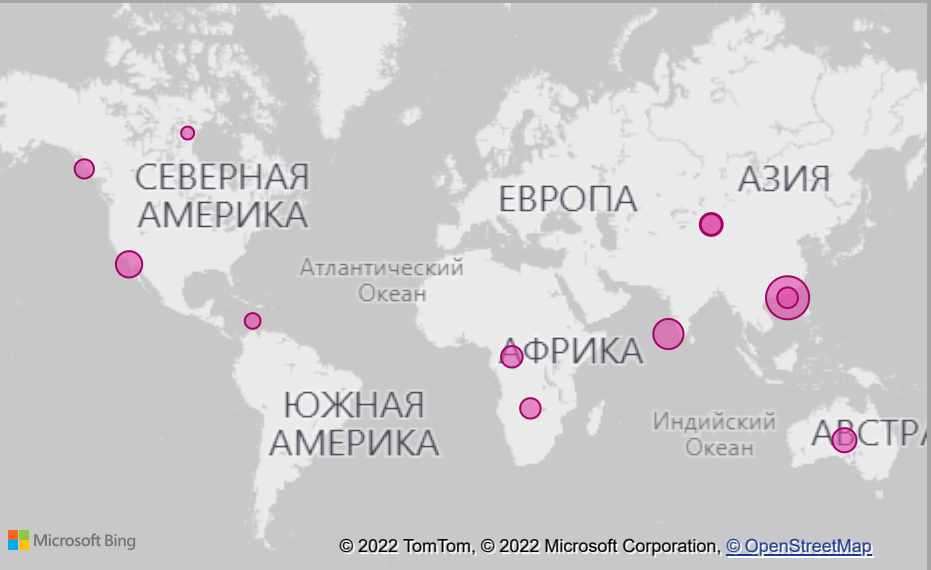 СЕВЕРНАЯ
АМЕРИКА
ЕВРОПА
АЗИЯ
Атлантический
Океан
АФРИКА
ЮЖНАЯ
АМЕРИКА
Индийский
Океан
АВСТРА
Microsoft Bing
© 2022 TomTom, © 2022 Microsoft Corporation, © OpenStreetMap